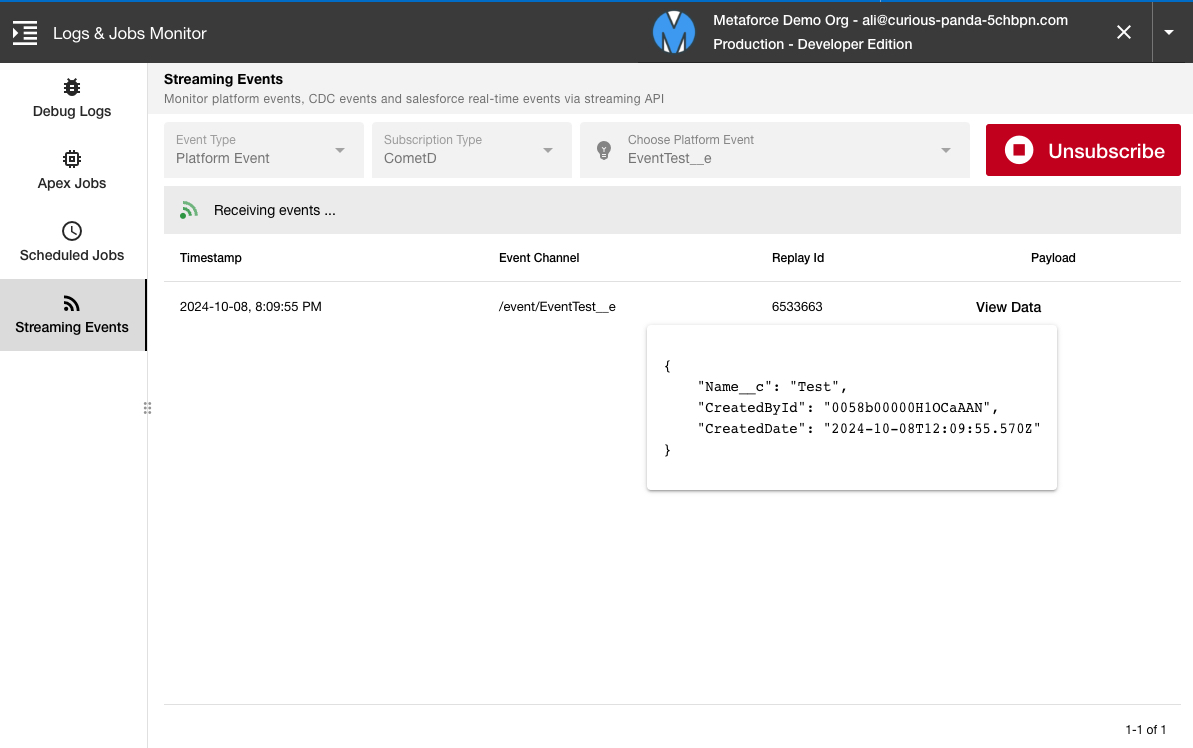 Logs & Jobs Monitor
Metaforce Demo Org - ali@curious-panda-5chbpn.com
Production - Developer Edition
Debug Logs
Apex Jobs
Scheduled Jobs
Streaming Events
Streaming Events
Monitor platform events, CDC events and salesforce real-time events via streaming API
Event Type
Platform Event
Subscription Type
CometD
Choose Platform Event
EventTest__e
Unsubscribe
Receiving events ...
Timestamp Event Channel Replay Id Payload
2024-10-08, 8:09:55 PM /event/EventTest__e 6533663 View Data
{
"Name__c": "Test",
"CreatedById": "0058b00000H1OCaAAN",
"CreatedDate": "2024-10-08T12:09:55.570Z"
}
1-1 of 1